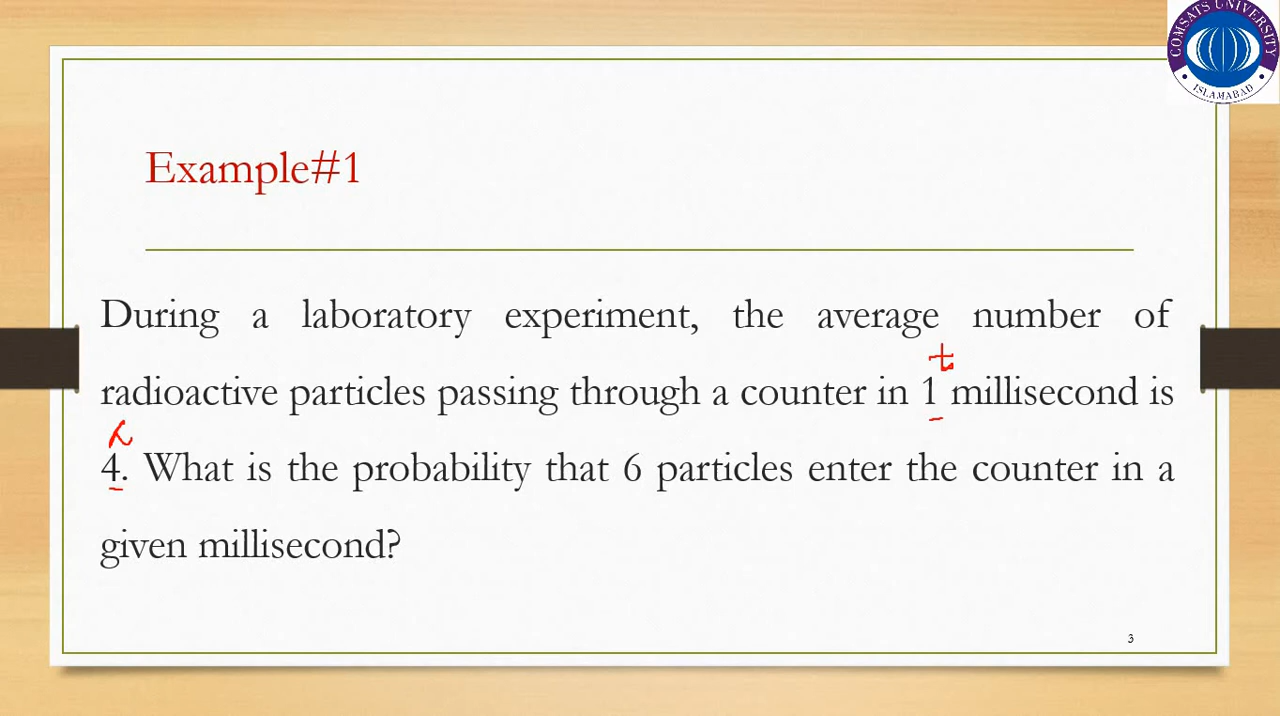 COMSATS UNIVERSITY
ISLAMABAD
Example#1
During a laboratory experiment, the average number of
t
radioactive particles passing through a counter in 1 millisecond is
λ
4. What is the probability that 6 particles enter the counter in a
given millisecond?
3